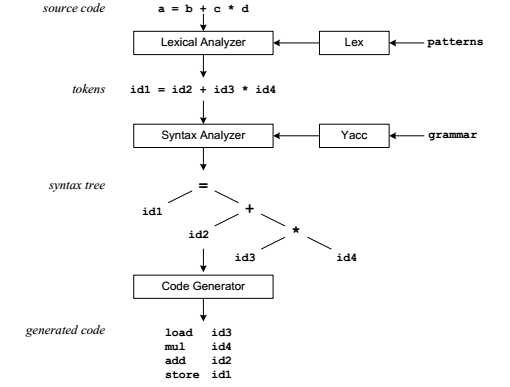 source code a = b + c * d
Lexical Analyzer Lex patterns
tokens id1 = id2 + id3 * id4
Syntax Analyzer Yacc grammar
syntax tree =
id1 +
id2 *
id3 id4
Code Generator
generated code load id3
mul id4
add id2
store id1